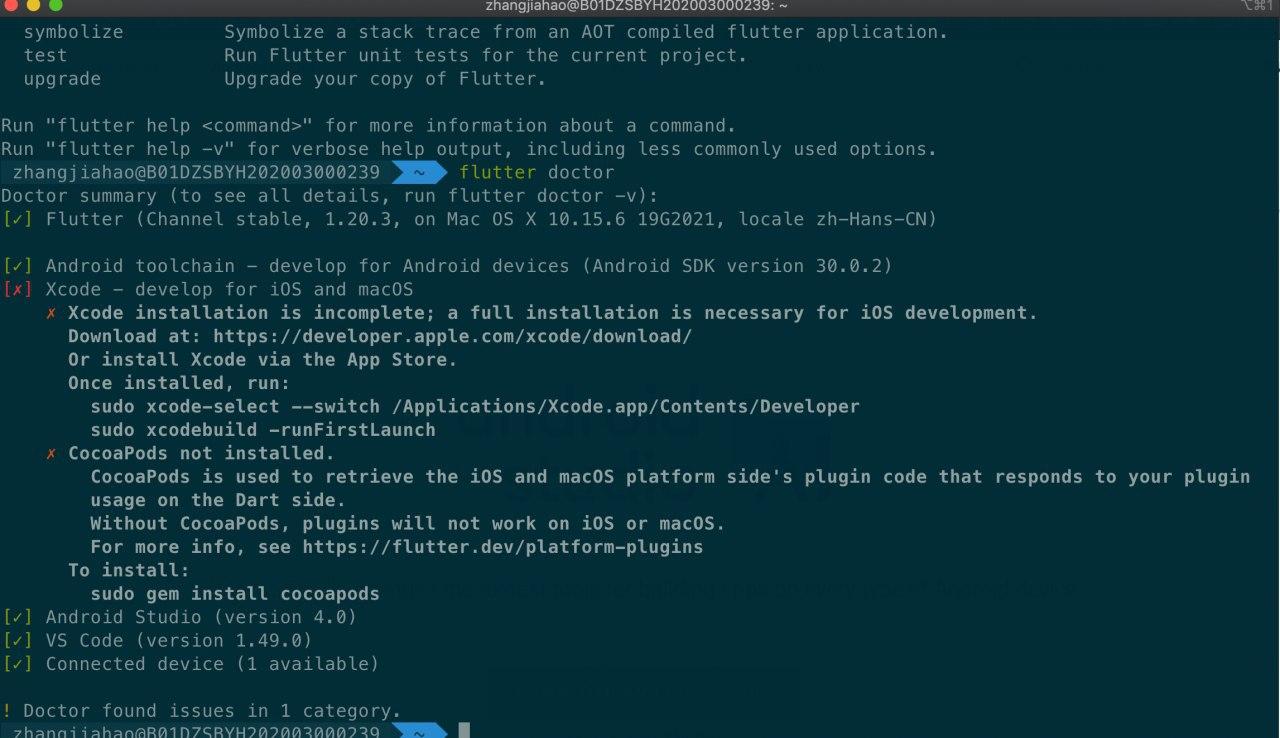 zhangjiahao@B01DZSBYH202003000239: ~
⌥⌘1
symbolize Symbolize a stack trace from an AOT compiled flutter application.
test Run Flutter unit tests for the current project.
upgrade Upgrade your copy of Flutter.
Run "flutter help <command>" for more information about a command.
Run "flutter help -v" for verbose help output, including less commonly used options.
zhangjiahao@B01DZSBYH202003000239 ~ flutter doctor
Doctor summary (to see all details, run flutter doctor -v):
[✓] Flutter (Channel stable, 1.20.3, on Mac OS X 10.15.6 19G2021, locale zh-Hans-CN)
[✓] Android toolchain - develop for Android devices (Android SDK version 30.0.2)
[✗] Xcode - develop for iOS and macOS
✗ Xcode installation is incomplete; a full installation is necessary for iOS development.
Download at: https://developer.apple.com/xcode/download/
Or install Xcode via the App Store.
Once installed, run:
sudo xcode-select --switch /Applications/Xcode.app/Contents/Developer
sudo xcodebuild -runFirstLaunch
✗ CocoaPods not installed.
CocoaPods is used to retrieve the iOS and macOS platform side's plugin code that responds to your plugin
usage on the Dart side.
Without CocoaPods, plugins will not work on iOS or macOS.
For more info, see https://flutter.dev/platform-plugins
To install:
sudo gem install cocoapods
[✓] Android Studio (version 4.0)
[✓] VS Code (version 1.49.0)
[✓] Connected device (1 available)
! Doctor found issues in 1 category.
zhangjiahao@B01DZSBYH202003000239 ~